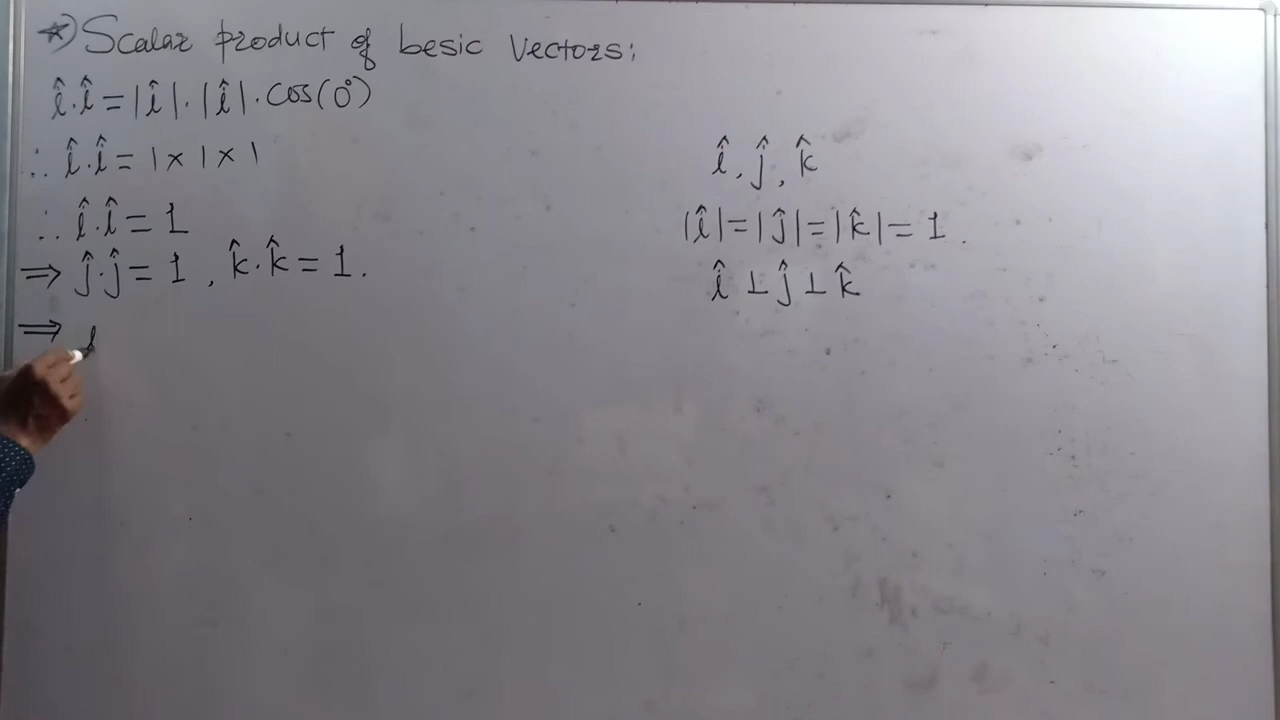 *) Scalar product of besic vectors:
î.î = |î|.|î|.cos(0°)
∴ î.î = 1 × 1 × 1
∴ î.î = 1
⇒ ĵ.ĵ = 1 , k̂.k̂ = 1.
⇒ i
î, ĵ, k̂
|î| = |ĵ| = |k̂| = 1.
î ⊥ ĵ ⊥ k̂